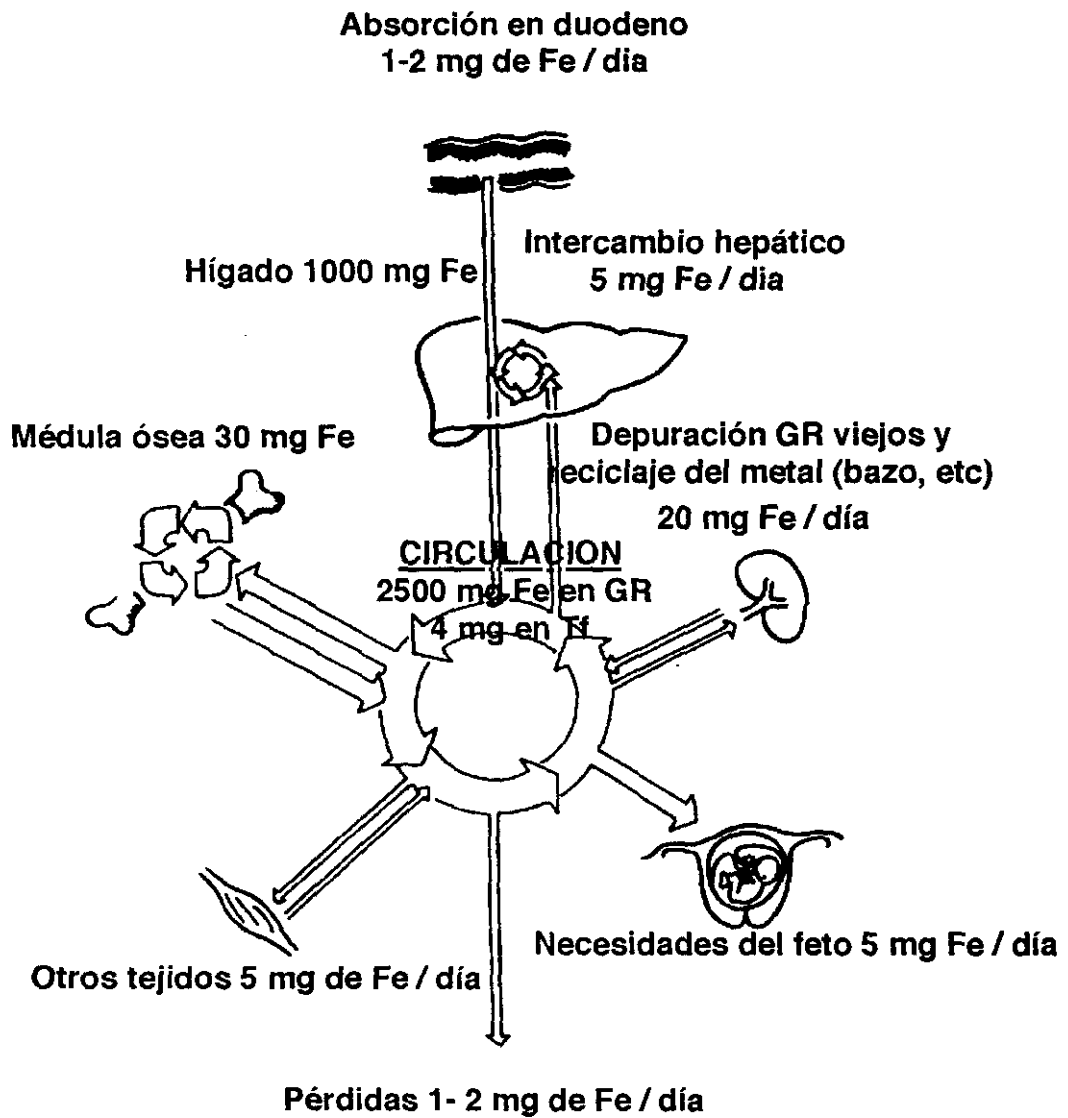 Absorción en duodeno
1-2 mg de Fe / dia
Intercambio hepático
5 mg Fe / dia
Hígado 1000 mg Fe
Médula ósea 30 mg Fe
Depuración GR viejos y
reciclaje del metal (bazo, etc)
20 mg Fe / día
CIRCULACION
2500 mg Fe en GR
4 mg en Tf
Necesidades del feto 5 mg Fe / día
Otros tejidos 5 mg de Fe / día
Pérdidas 1- 2 mg de Fe / día